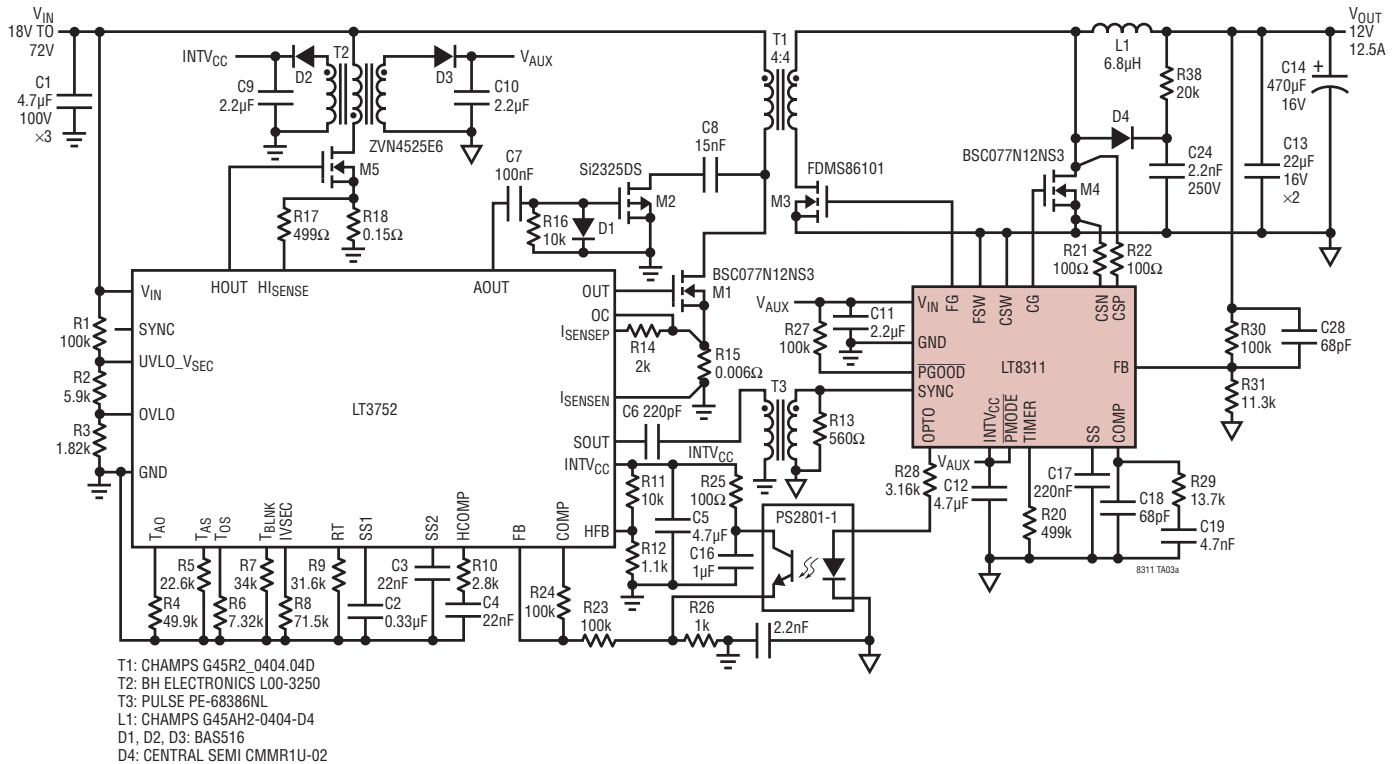 VIN
18V TO
72V
C1
4.7µF
100V
×3
INTVCC
D2
T2
D3
VAUX
C9
2.2µF
C10
2.2µF
ZVN4525E6
M5
R17
499Ω
R18
0.15Ω
C7
100nF
Si2325DS
M2
R16
10k
D1
C8
15nF
T1
4:4
FDMS86101
M3
BSC077N12NS3
M1
L1
6.8µH
R38
20k
D4
BSC077N12NS3
M4
C24
2.2nF
250V
C14
470µF
16V
+
C13
22µF
16V
×2
VOUT
12V
12.5A
R21
100Ω
R22
100Ω
VIN
SYNC
UVLO_VSEC
OVLO
GND
HOUT
HISENSE
AOUT
OUT
OC
ISENSEP
ISENSEN
SOUT
INTVCC
HFB
LT3752
TAO
TAS
TOS
TBLNK
IVSEC
RT
SS1
SS2
HCOMP
FB
COMP
R1
100k
R2
5.9k
R3
1.82k
R14
2k
R15
0.006Ω
C6 220pF
T3
R13
560Ω
INTVCC
R11
10k
R12
1.1k
C5
4.7µF
R25
100Ω
C16
1µF
PS2801-1
VAUX
R27
100k
C11
2.2µF
VIN
GND
PGOOD
SYNC
FG
FSW
CSW
CG
CSN
CSP
LT8311
FB
OPTO
INTVCC
PMODE
TIMER
SS
COMP
R30
100k
C28
68pF
R31
11.3k
R28
3.16k
VAUX
C12
4.7µF
R20
499k
C17
220nF
C18
68pF
R29
13.7k
C19
4.7nF
8311 TA03a
R5
22.6k
R4
49.9k
R6
7.32k
R7
34k
R8
71.5k
R9
31.6k
C2
0.33µF
C3
22nF
R10
2.8k
C4
22nF
R24
100k
R23
100k
R26
1k
2.2nF
T1: CHAMPS G45R2_0404.04D
T2: BH ELECTRONICS L00-3250
T3: PULSE PE-68386NL
L1: CHAMPS G45AH2-0404-D4
D1, D2, D3: BAS516
D4: CENTRAL SEMI CMMR1U-02